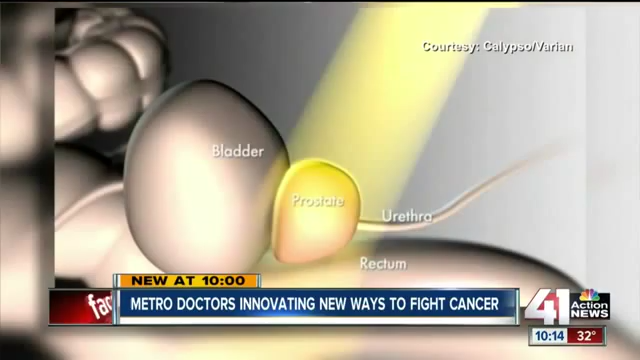 Courtesy: Calypso/Varian
Bladder
Prostate
Urethra
Rectum
NEW AT 10:00
METRO DOCTORS INNOVATING NEW WAYS TO FIGHT CANCER
41 Action NEWS
10:14 32°